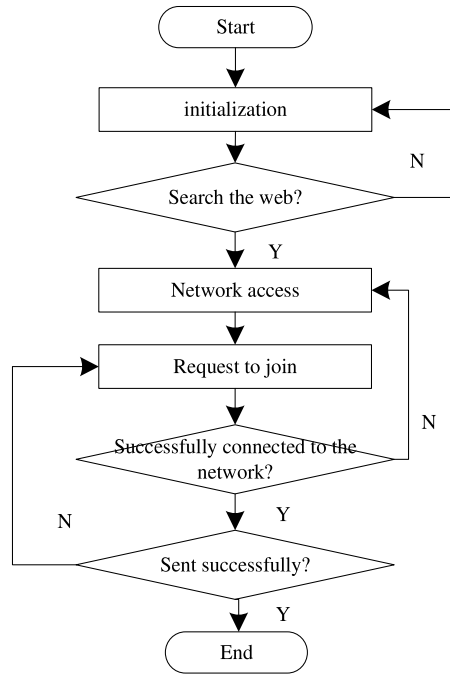 Start
initialization
N
Search the web?
Y
Network access
Request to join
N
Successfully connected to the
network?
Y
N
Sent successfully?
Y
End